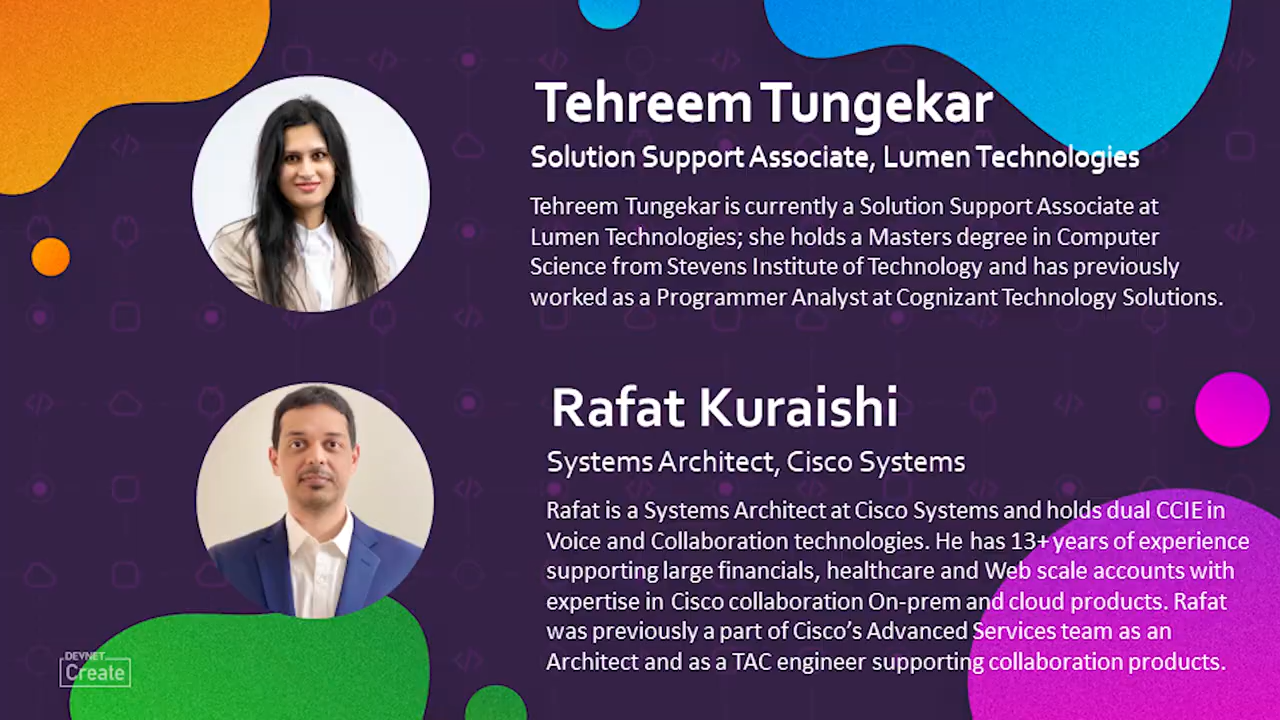 Tehreem Tungekar
Solution Support Associate, Lumen Technologies
Tehreem Tungekar is currently a Solution Support Associate at
Lumen Technologies; she holds a Masters degree in Computer
Science from Stevens Institute of Technology and has previously
worked as a Programmer Analyst at Cognizant Technology Solutions.
Rafat Kuraishi
Systems Architect, Cisco Systems
Rafat is a Systems Architect at Cisco Systems and holds dual CCIE in
Voice and Collaboration technologies. He has 13+ years of experience
supporting large financials, healthcare and Web scale accounts with
expertise in Cisco collaboration On-prem and cloud products. Rafat
was previously a part of Cisco’s Advanced Services team as an
Architect and as a TAC engineer supporting collaboration products.
DEVNET
Create